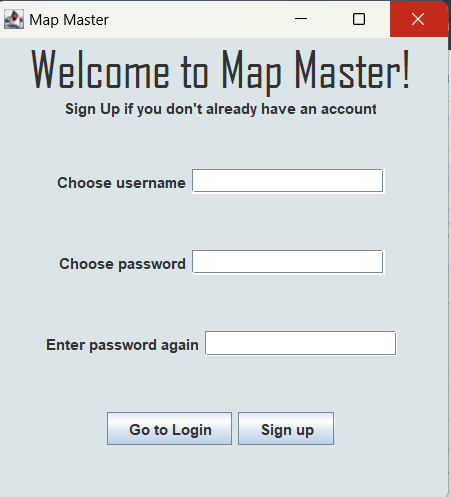 Map Master
Welcome to Map Master!
Sign Up if you don't already have an account
Choose username
Choose password
Enter password again
Go to Login Sign up